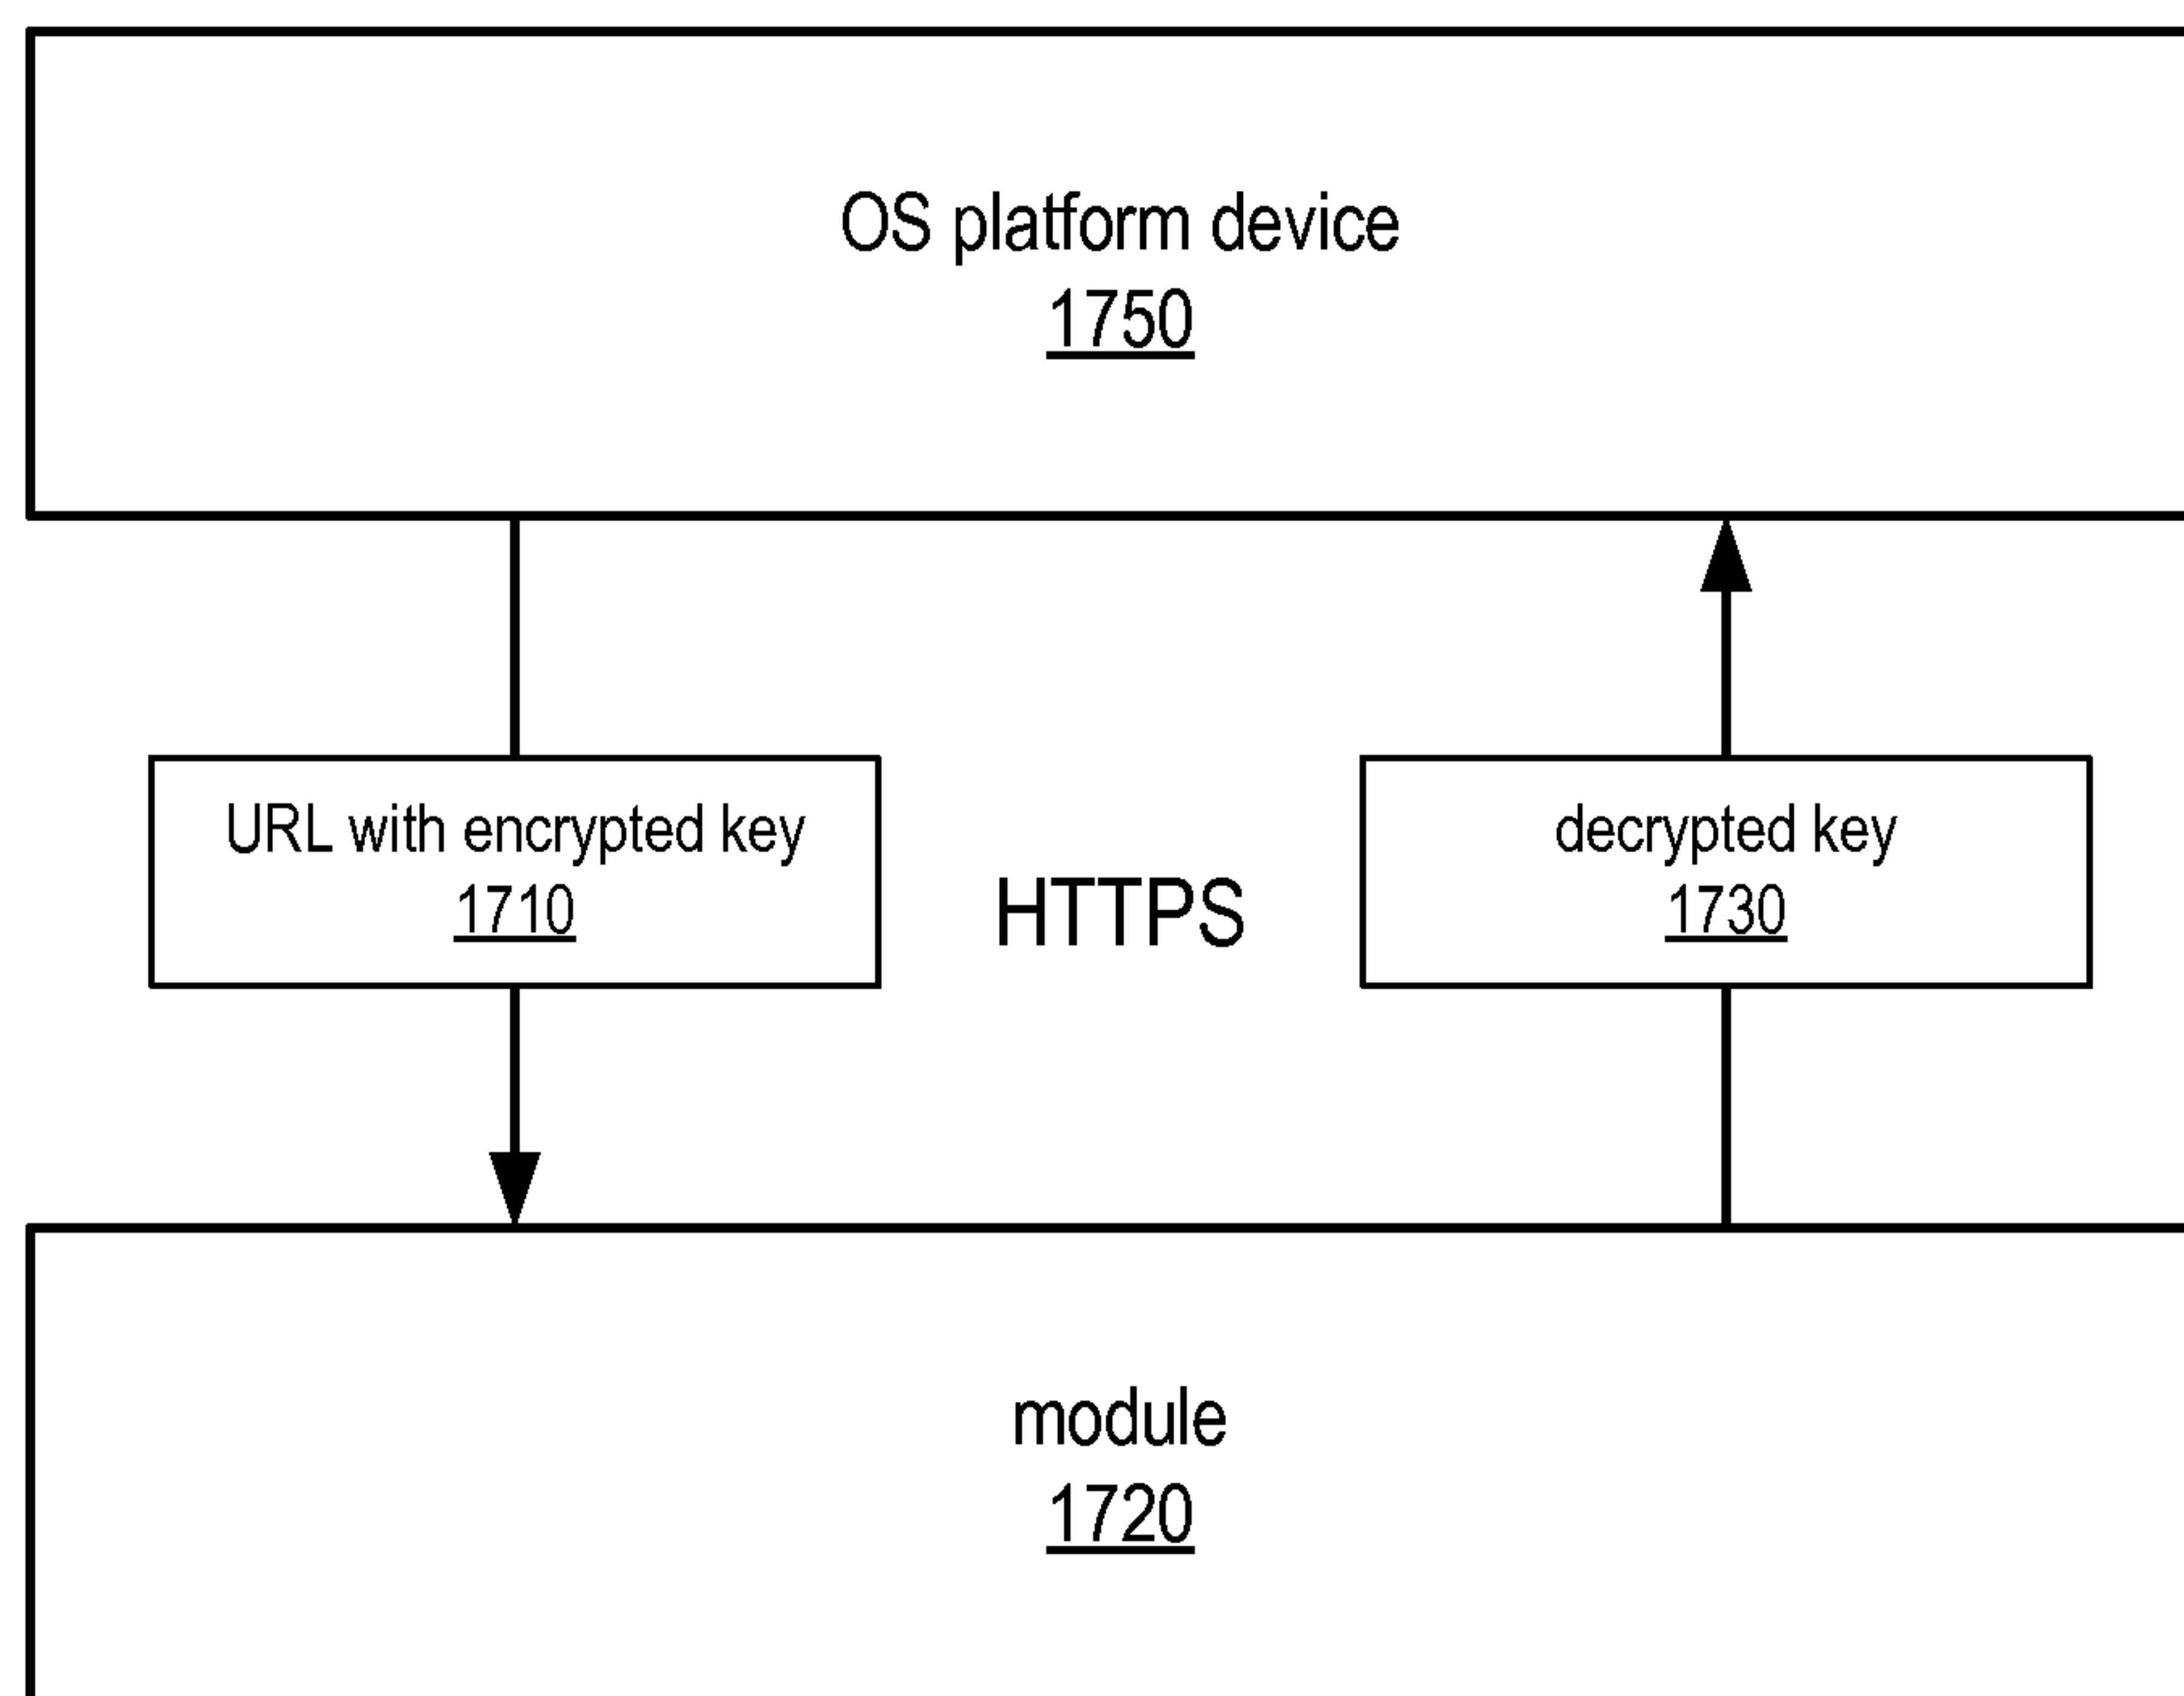 OS platform device
1750
URL with encrypted key
1710
HTTPS
decrypted key
1730
module
1720